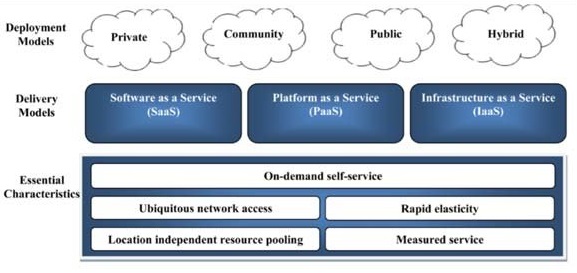 Deployment
Models
Private
Community
Public
Hybrid
Delivery
Models
Software as a Service
(SaaS)
Platform as a Service
(PaaS)
Infrastructure as a Service
(IaaS)
Essential
Characteristics
On-demand self-service
Ubiquitous network access
Rapid elasticity
Location independent resource pooling
Measured service